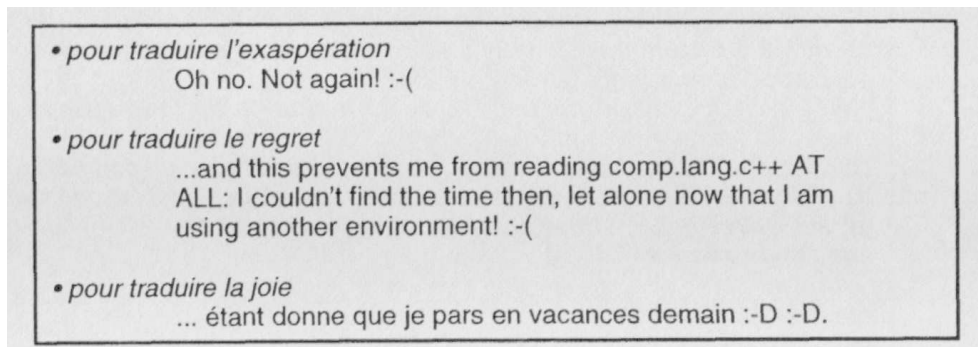 • pour traduire l'exaspération
Oh no. Not again! :-(
• pour traduire le regret
...and this prevents me from reading comp.lang.c++ AT
ALL: I couldn't find the time then, let alone now that I am
using another environment! :-(
• pour traduire la joie
... étant donne que je pars en vacances demain :-D :-D.